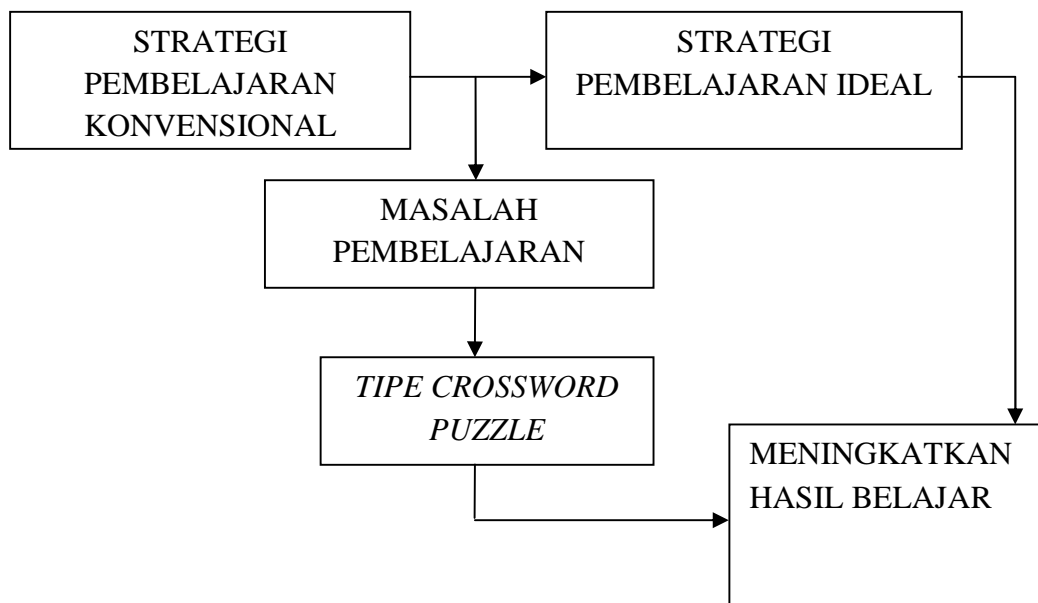 STRATEGI
PEMBELAJARAN
KONVENSIONAL
STRATEGI
PEMBELAJARAN IDEAL
MASALAH
PEMBELAJARAN
TIPE CROSSWORD
PUZZLE
MENINGKATKAN
HASIL BELAJAR